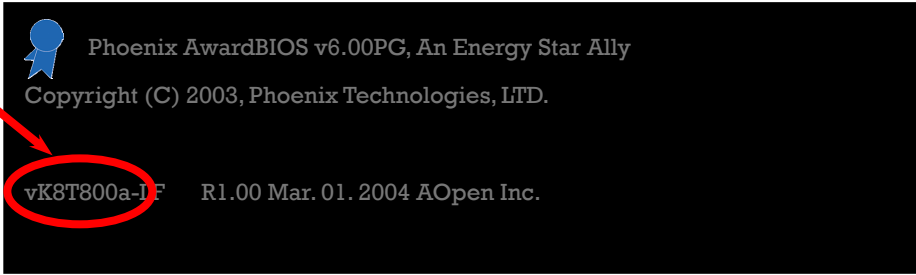 Phoenix AwardBIOS v6.00PG, An Energy Star Ally
Copyright (C) 2003, Phoenix Technologies, LTD.
vK8T800a-LF R1.00 Mar. 01. 2004 AOpen Inc.